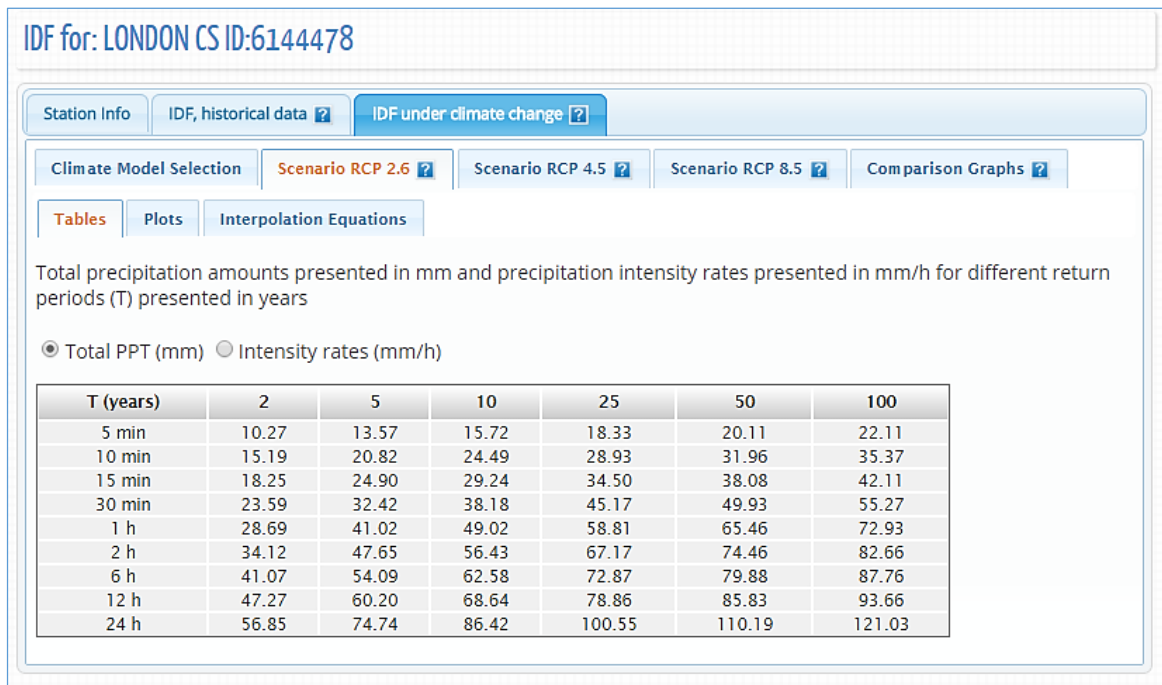 IDF for: LONDON CS ID:6144478
Station Info IDF, historical data ? IDF under climate change ?
Climate Model Selection Scenario RCP 2.6 ? Scenario RCP 4.5 ? Scenario RCP 8.5 ? Comparison Graphs ?
Tables Plots Interpolation Equations
Total precipitation amounts presented in mm and precipitation intensity rates presented in mm/h for different return
periods (T) presented in years
Total PPT (mm) Intensity rates (mm/h)
T (years) 2 5 10 25 50 100
5 min 10.27 13.57 15.72 18.33 20.11 22.11
10 min 15.19 20.82 24.49 28.93 31.96 35.37
15 min 18.25 24.90 29.24 34.50 38.08 42.11
30 min 23.59 32.42 38.18 45.17 49.93 55.27
1 h 28.69 41.02 49.02 58.81 65.46 72.93
2 h 34.12 47.65 56.43 67.17 74.46 82.66
6 h 41.07 54.09 62.58 72.87 79.88 87.76
12 h 47.27 60.20 68.64 78.86 85.83 93.66
24 h 56.85 74.74 86.42 100.55 110.19 121.03